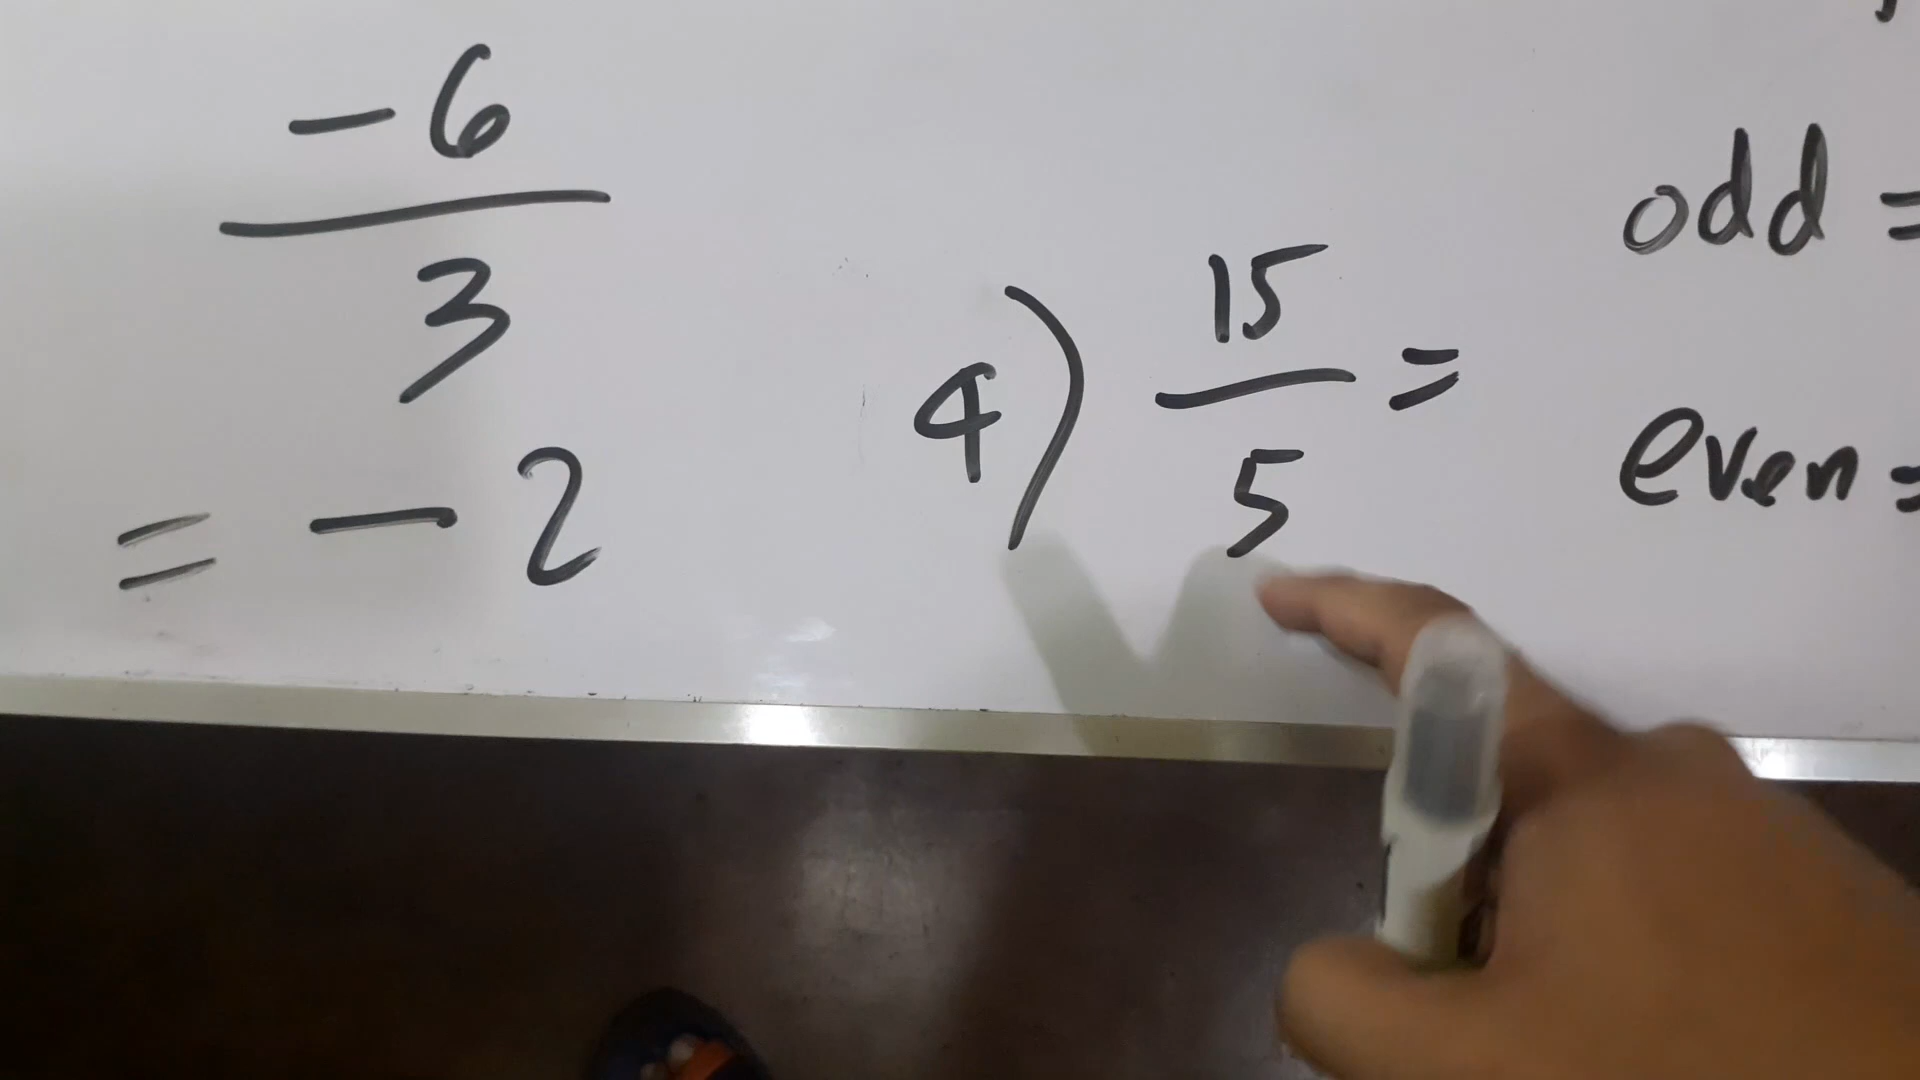 -6
3
= -2
4) 15
5 =
odd =
even =